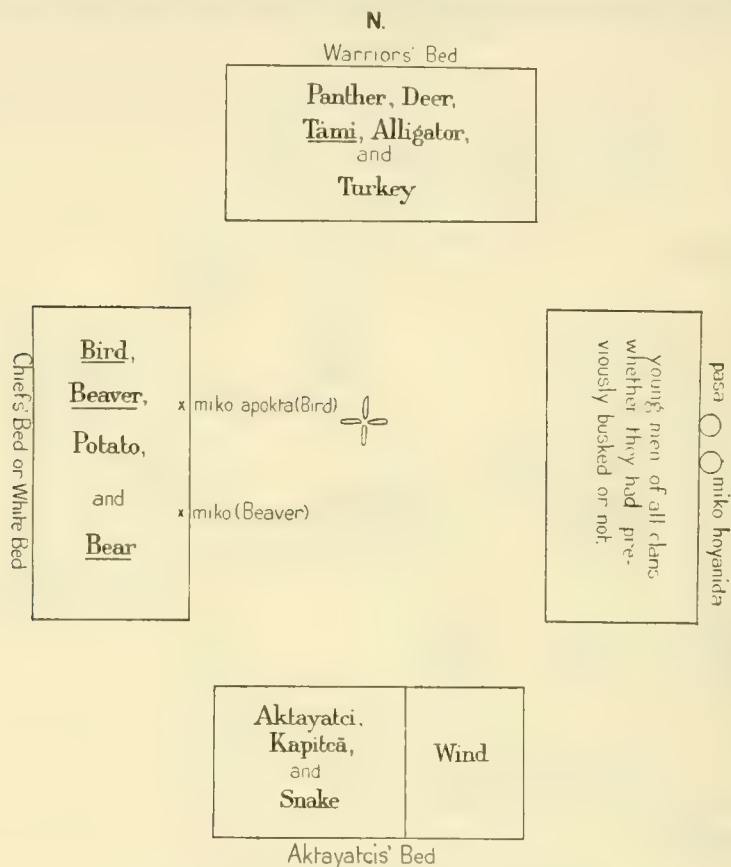 N.
Warriors' Bed
Panther, Deer,
Tämi, Alligator,
and
Turkey
Chiefs' Bed or White Bed
Bird,
Beaver,
Potato,
and
Bear
x miko apokta (Bird)
x miko (Beaver)
young men of all clans
whether they had pre-
viously busked or not.
pasa
miko hoyanida
Aktayatci,
Kapitcā,
and
Snake
Wind
Aktayatcis' Bed